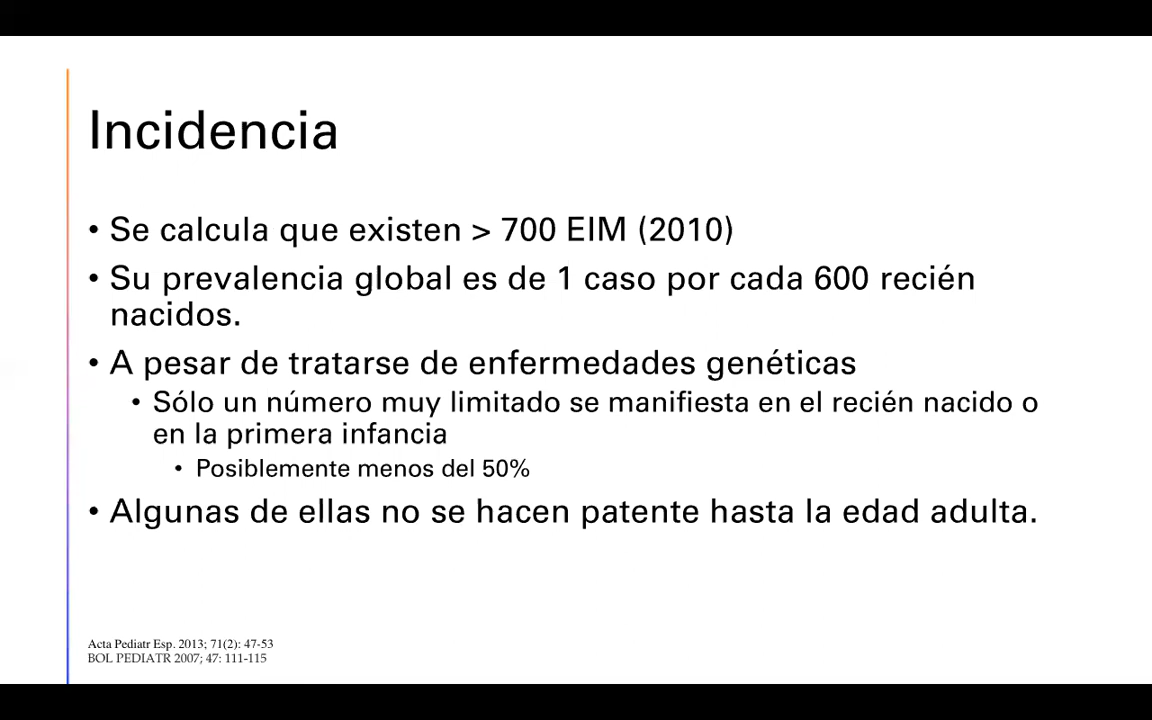 Incidencia
• Se calcula que existen > 700 EIM (2010)
• Su prevalencia global es de 1 caso por cada 600 recién
nacidos.
• A pesar de tratarse de enfermedades genéticas
• Sólo un número muy limitado se manifiesta en el recién nacido o
en la primera infancia
• Posiblemente menos del 50%
• Algunas de ellas no se hacen patente hasta la edad adulta.
Acta Pediatr Esp. 2013; 71(2): 47-53
BOL PEDIATR 2007; 47: 111-115